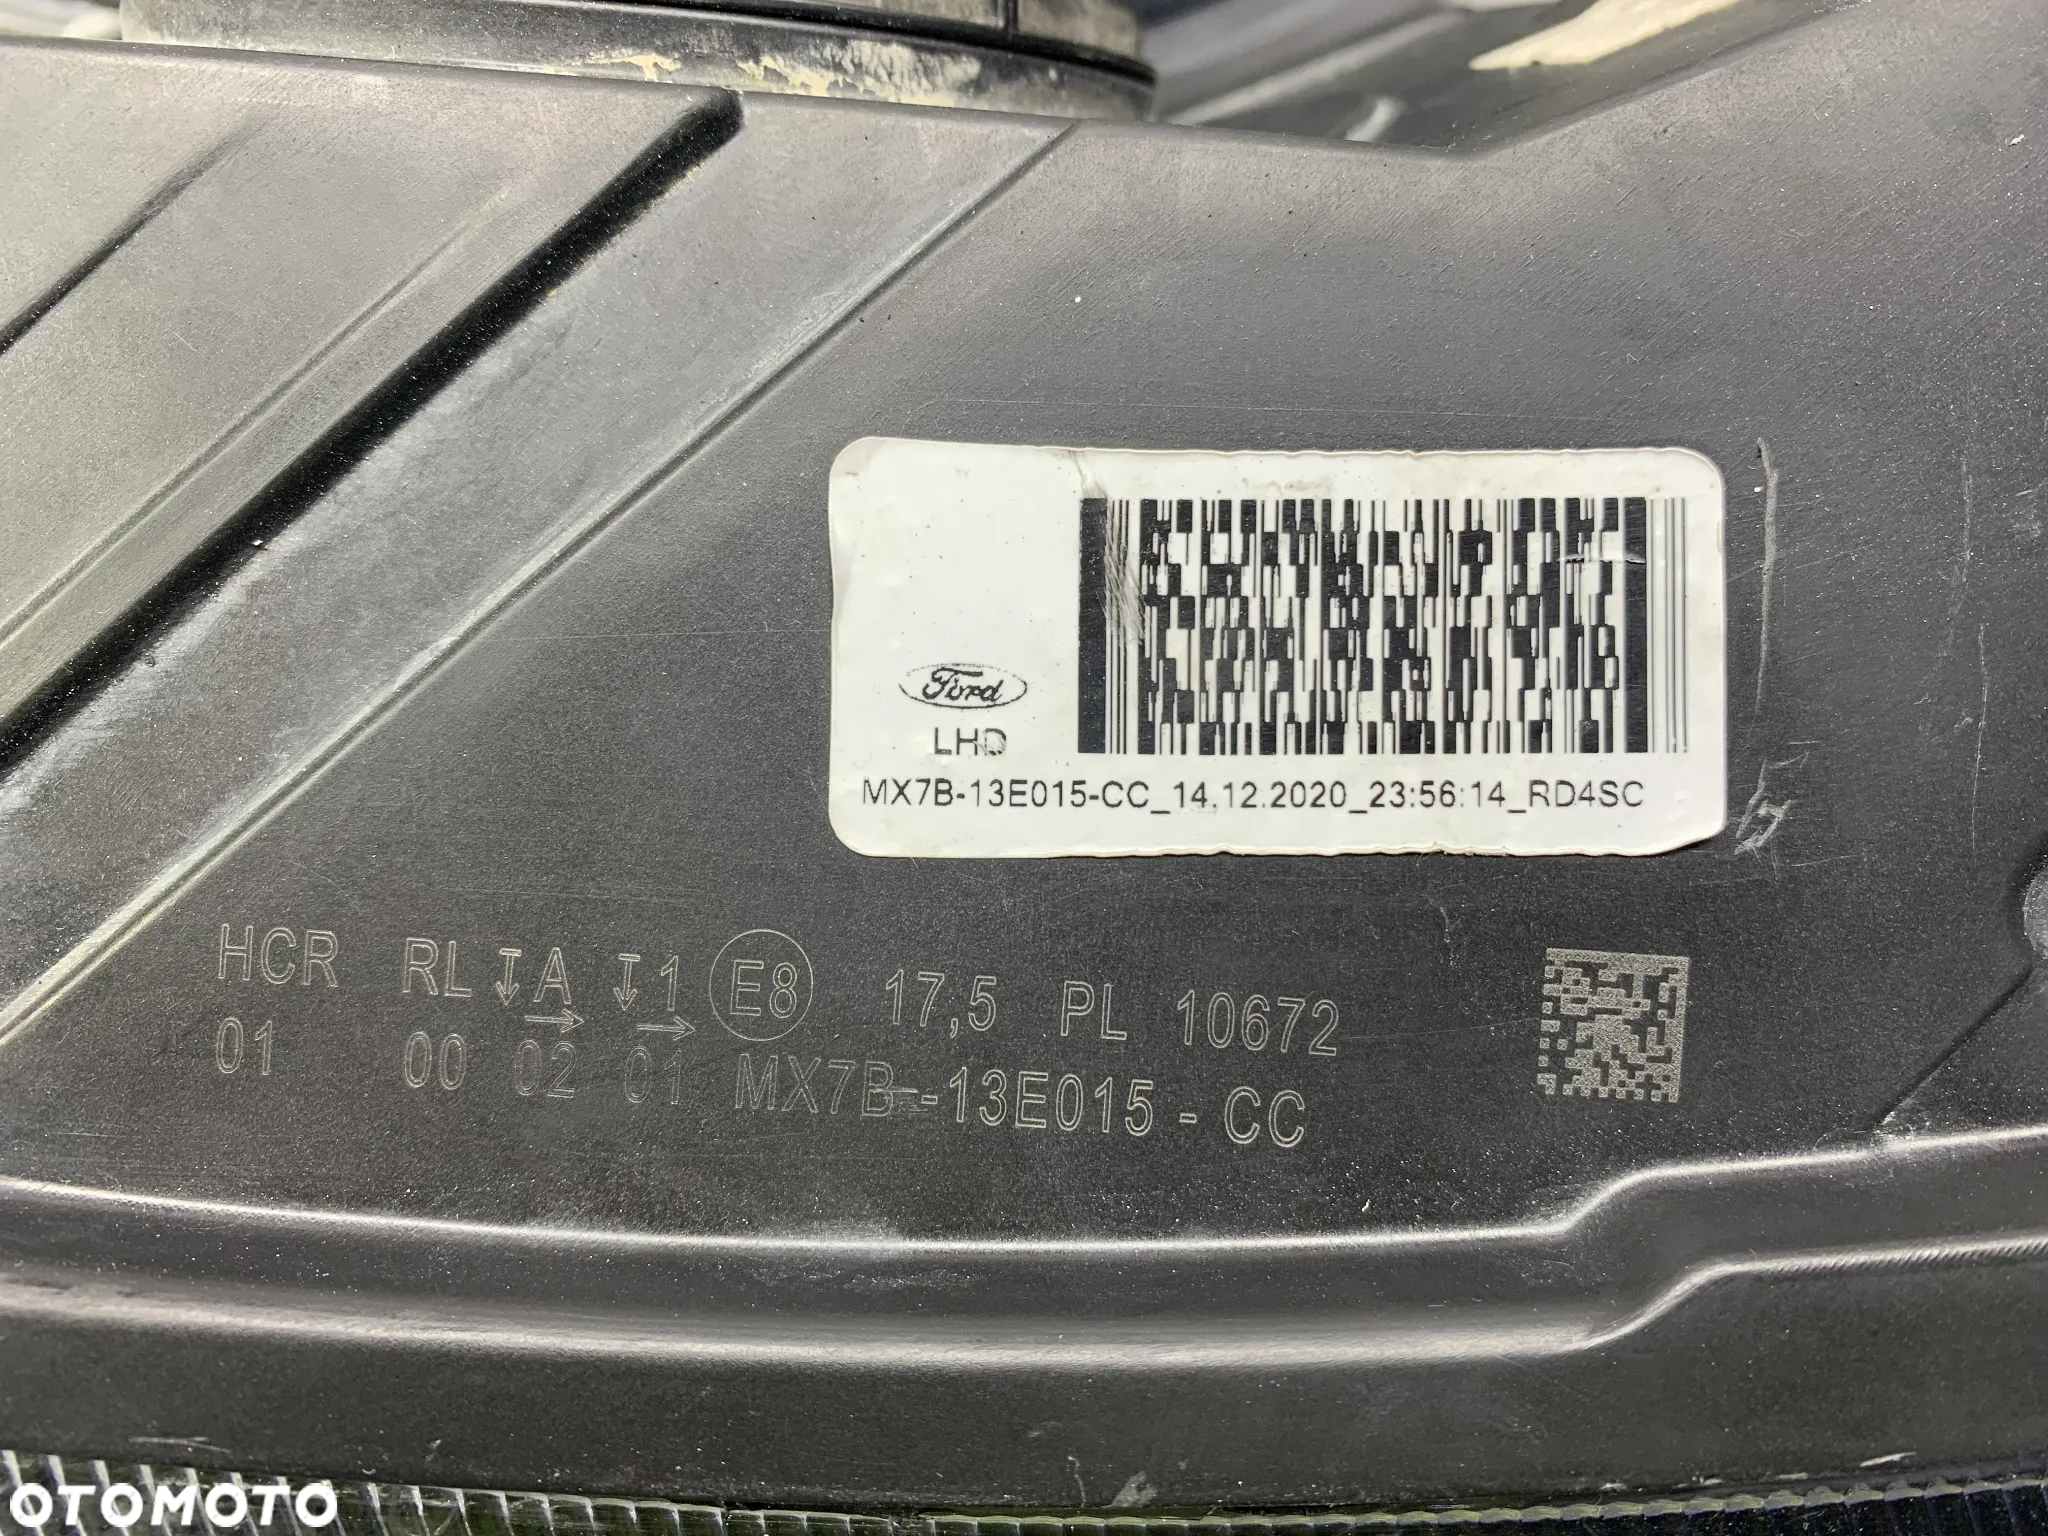 Ford
LHD
MX7B-13E015-CC_14.12.2020_23:56:14_RD4SC
HCR RL A 1 E8 17,5 PL 10672
01 00 02 01 MX7B-13E015-CC
OTOMOTO